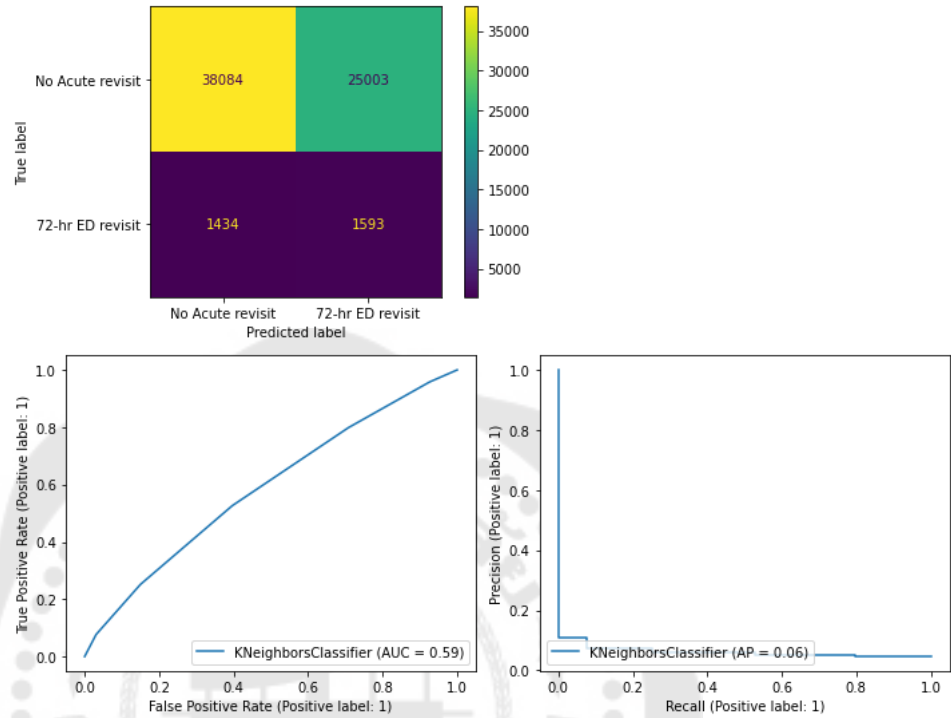 No Acute revisit
38084
25003
72-hr ED revisit
1434
1593
True label
No Acute revisit
72-hr ED revisit
Predicted label
35000
30000
25000
20000
15000
10000
5000
1.0
0.8
0.6
0.4
0.2
0.0
True Positive Rate (Positive label: 1)
KNeighborsClassifier (AUC = 0.59)
0.0
0.2
0.4
0.6
0.8
1.0
False Positive Rate (Positive label: 1)
1.0
0.8
0.6
0.4
0.2
0.0
Precision (Positive label: 1)
KNeighborsClassifier (AP = 0.06)
0.0
0.2
0.4
0.6
0.8
1.0
Recall (Positive label: 1)